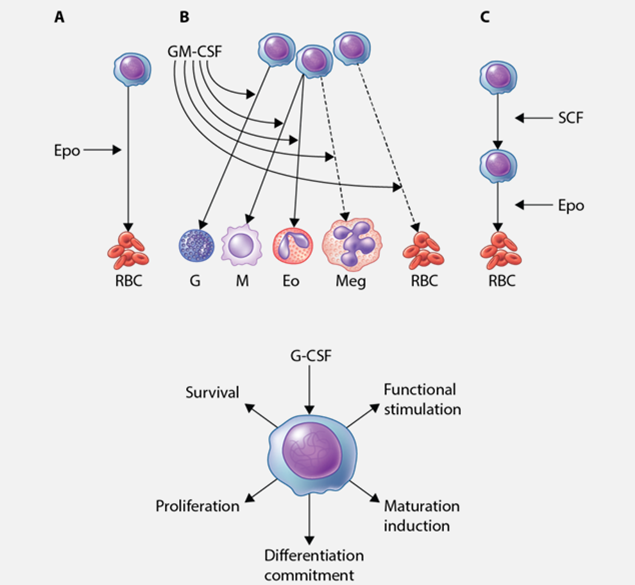 A
B
C
GM-CSF
SCF
Epo
Epo
RBC
G
M
Eo
Meg
RBC
RBC
G-CSF
Survival
Functional
stimulation
Proliferation
Maturation
induction
Differentiation
commitment